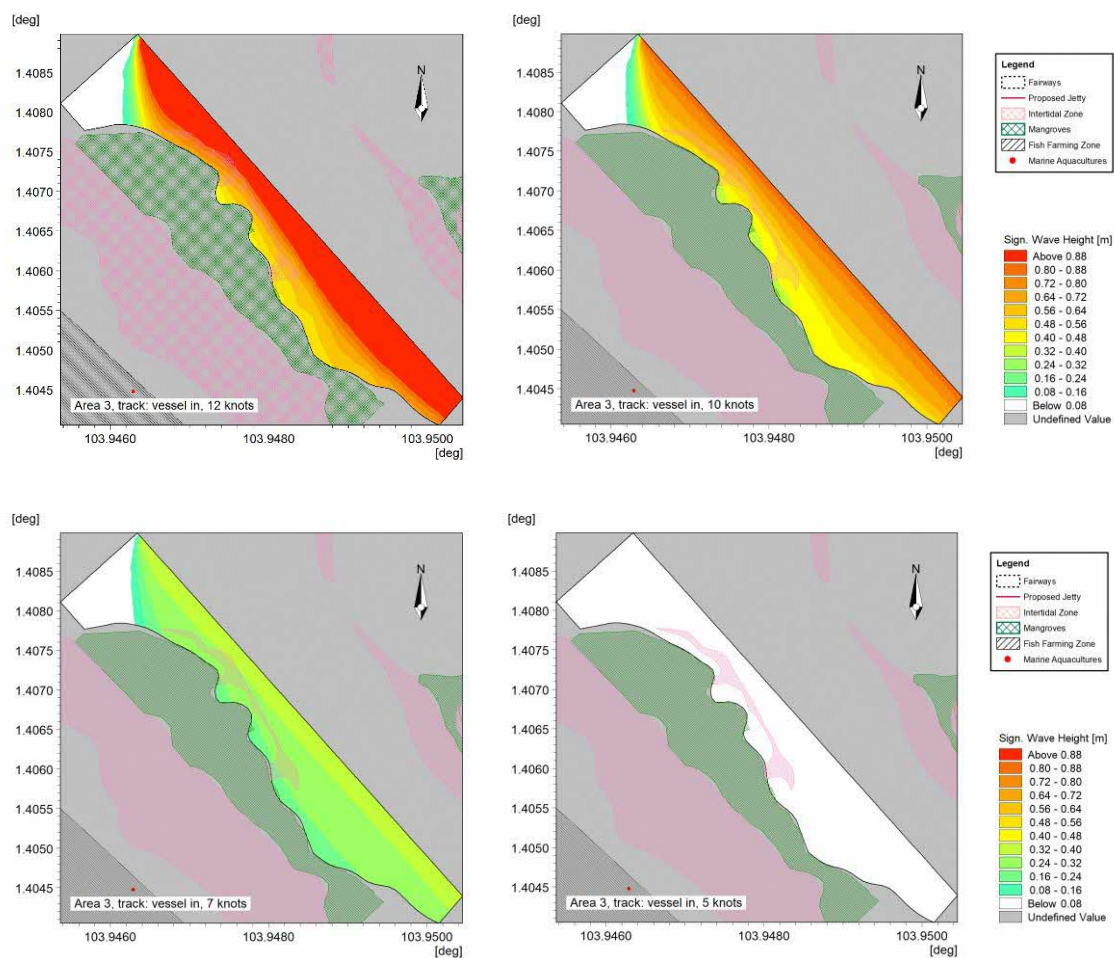 [deg]
1.4085
1.4080
1.4075
1.4070
1.4065
1.4060
1.4055
1.4050
1.4045
N
Area 3, track: vessel in, 12 knots
103.9460 103.9480 103.9500
[deg]
[deg]
1.4085
1.4080
1.4075
1.4070
1.4065
1.4060
1.4055
1.4050
1.4045
N
Area 3, track: vessel in, 10 knots
103.9460 103.9480 103.9500
[deg]
Legend
Fairways
Proposed Jetty
Intertidal Zone
Mangroves
Fish Farming Zone
Marine Aquacultures
Sign. Wave Height [m]
Above 0.88
0.80 - 0.88
0.72 - 0.80
0.64 - 0.72
0.56 - 0.64
0.48 - 0.56
0.40 - 0.48
0.32 - 0.40
0.24 - 0.32
0.16 - 0.24
0.08 - 0.16
Below 0.08
Undefined Value
[deg]
1.4085
1.4080
1.4075
1.4070
1.4065
1.4060
1.4055
1.4050
1.4045
N
Area 3, track: vessel in, 7 knots
103.9460 103.9480 103.9500
[deg]
[deg]
1.4085
1.4080
1.4075
1.4070
1.4065
1.4060
1.4055
1.4050
1.4045
N
Area 3, track: vessel in, 5 knots
103.9460 103.9480 103.9500
[deg]
Legend
Fairways
Proposed Jetty
Intertidal Zone
Mangroves
Fish Farming Zone
Marine Aquacultures
Sign. Wave Height [m]
Above 0.88
0.80 - 0.88
0.72 - 0.80
0.64 - 0.72
0.56 - 0.64
0.48 - 0.56
0.40 - 0.48
0.32 - 0.40
0.24 - 0.32
0.16 - 0.24
0.08 - 0.16
Below 0.08
Undefined Value